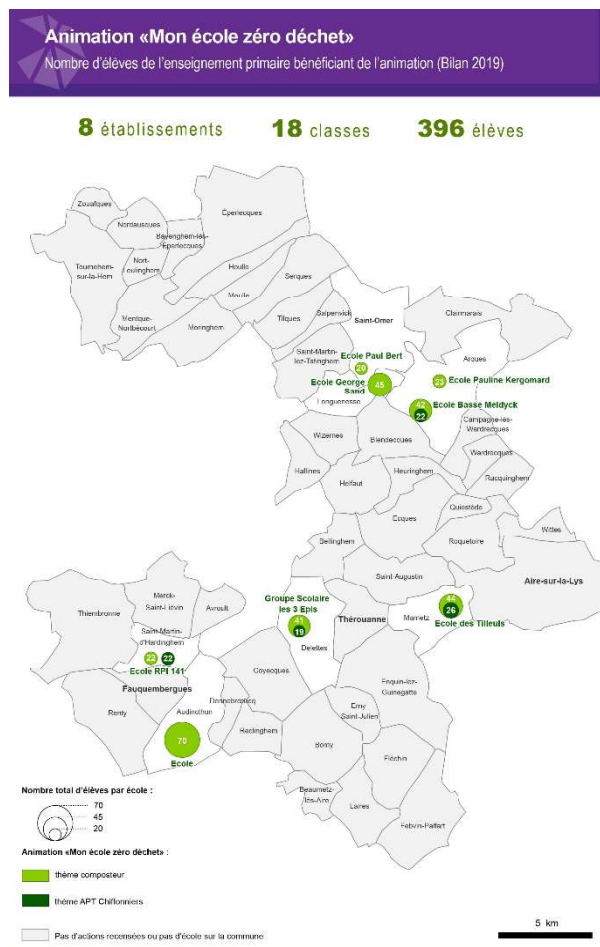 Animation «Mon école zéro déchet»
Nombre d'élèves de l'enseignement primaire bénéficiant de l'animation (Bilan 2019)
8 établissements 18 classes 396 élèves
Zouafques
Éperlecques
Nordausques
Bayenghem-lès-
Éperlecques
Tournehem-
sur-la-Hem
Nort-
Leulinghem
Houlle
Serques
Moulle
Mentque-
Nortbécourt
Moringhem
Tilques
Salperwick
Saint-Omer
Clairmarais
Saint-Martin-
lez-Tatinghem
Ecole Paul Bert
20
Arques
Ecole George
Sand
45
23
Ecole Pauline Kergomard
Longuenesse
42
22
Ecole Basse Meldyck
Campagne-lès-
Wardrecques
Wizernes
Blendecques
Wardrecques
Hallines
Helfaut
Heuringhem
Racquinghem
Ecques
Quiestède
Wittes
Bellinghem
Roquetoire
Saint-Augustin
Aire-sur-la-Lys
Merck-
Saint-Liévin
Avroult
Thiembronne
Groupe Scolaire
les 3 Epis
41
19
Thérouanne
Mametz
44
26
Ecole des Tilleuls
Saint-Martin-
d'Hardinghem
Delettes
22
22
Ecole RPI 141
Coyecques
Enquin-lez-
Guinegatte
Fauquembergues
Dennebrœucq
Renty
Audincthun
Erny
Saint-Julien
Reclinghem
Bomy
70
Ecole
Fléchin
Beaumetz-
lès-Aire
Laires
Febvin-Palfart
Nombre total d'élèves par école :
70
45
20
Animation «Mon école zéro déchet» :
thème composteur
thème APT Chiffonniers
Pas d'actions recensées ou pas d'école sur la commune
5 km